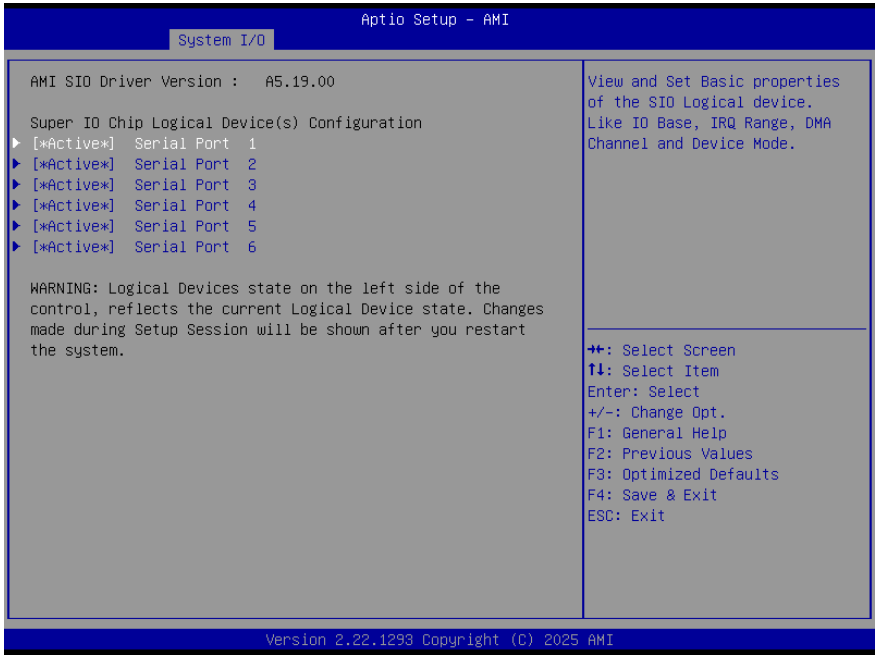 Aptio Setup – AMI
System I/O
AMI SIO Driver Version :   A5.19.00
Super IO Chip Logical Device(s) Configuration
[*Active*]  Serial Port  1
[*Active*]  Serial Port  2
[*Active*]  Serial Port  3
[*Active*]  Serial Port  4
[*Active*]  Serial Port  5
[*Active*]  Serial Port  6
WARNING: Logical Devices state on the left side of the
control, reflects the current Logical Device state. Changes
made during Setup Session will be shown after you restart
the system.
View and Set Basic properties
of the SIO Logical device.
Like IO Base, IRQ Range, DMA
Channel and Device Mode.
→←: Select Screen
↑↓: Select Item
Enter: Select
+/-: Change Opt.
F1: General Help
F2: Previous Values
F3: Optimized Defaults
F4: Save & Exit
ESC: Exit
Version 2.22.1293 Copyright (C) 2025 AMI